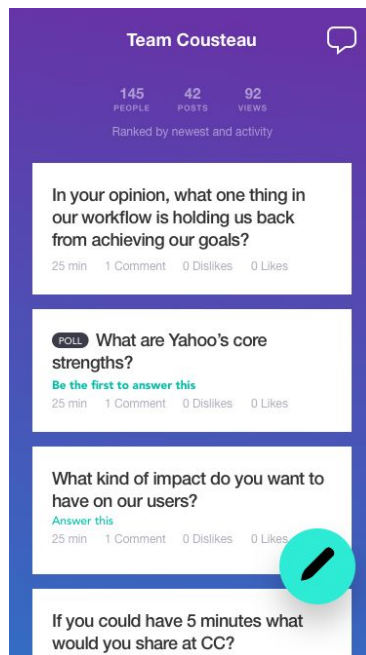 Team Cousteau
145 42 92
PEOPLE POSTS VIEWS
Ranked by newest and activity
In your opinion, what one thing in
our workflow is holding us back
from achieving our goals?
25 min 1 Comment 0 Dislikes 0 Likes
POLL What are Yahoo's core
strengths?
Be the first to answer this
25 min 1 Comment 0 Dislikes 0 Likes
What kind of impact do you want to
have on our users?
Answer this
25 min 1 Comment 0 Dislikes 0 Likes
If you could have 5 minutes what
would you share at CC?